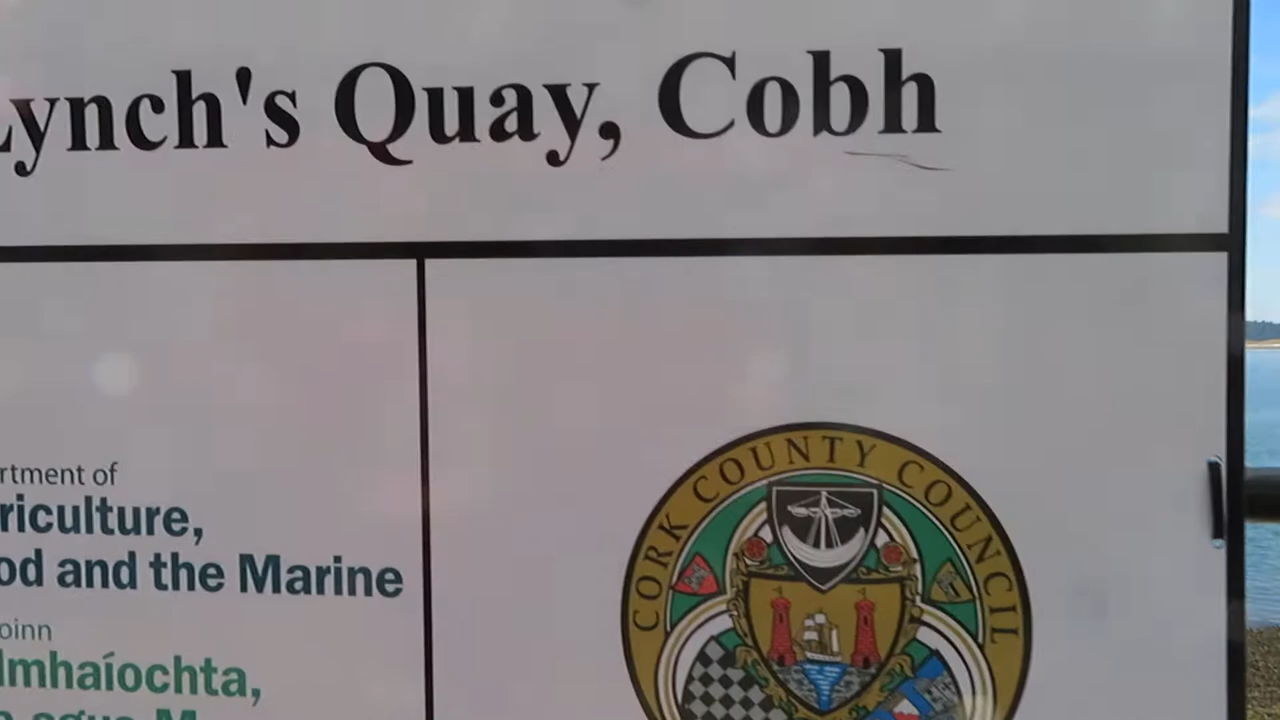 Lynch's Quay, Cobh
rtment of
riculture,
od and the Marine
oinn
lmhaíochta,
CORK COUNTY COUNCIL